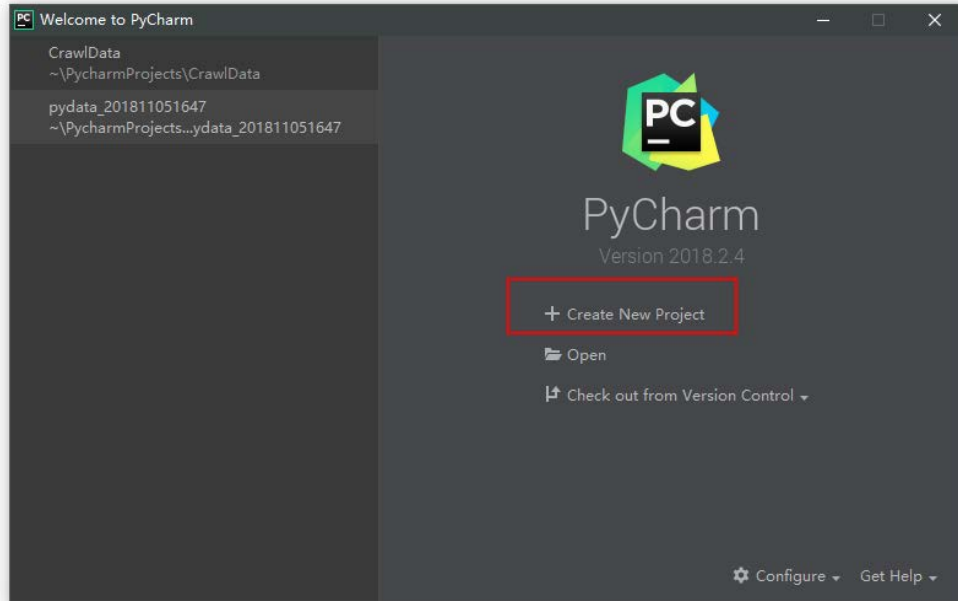 PC Welcome to PyCharm
CrawlData
~\PycharmProjects\CrawlData
pydata_201811051647
~\PycharmProjects...ydata_201811051647
PC
PyCharm
Version 2018.2.4
Create New Project
Open
Check out from Version Control
Configure
Get Help